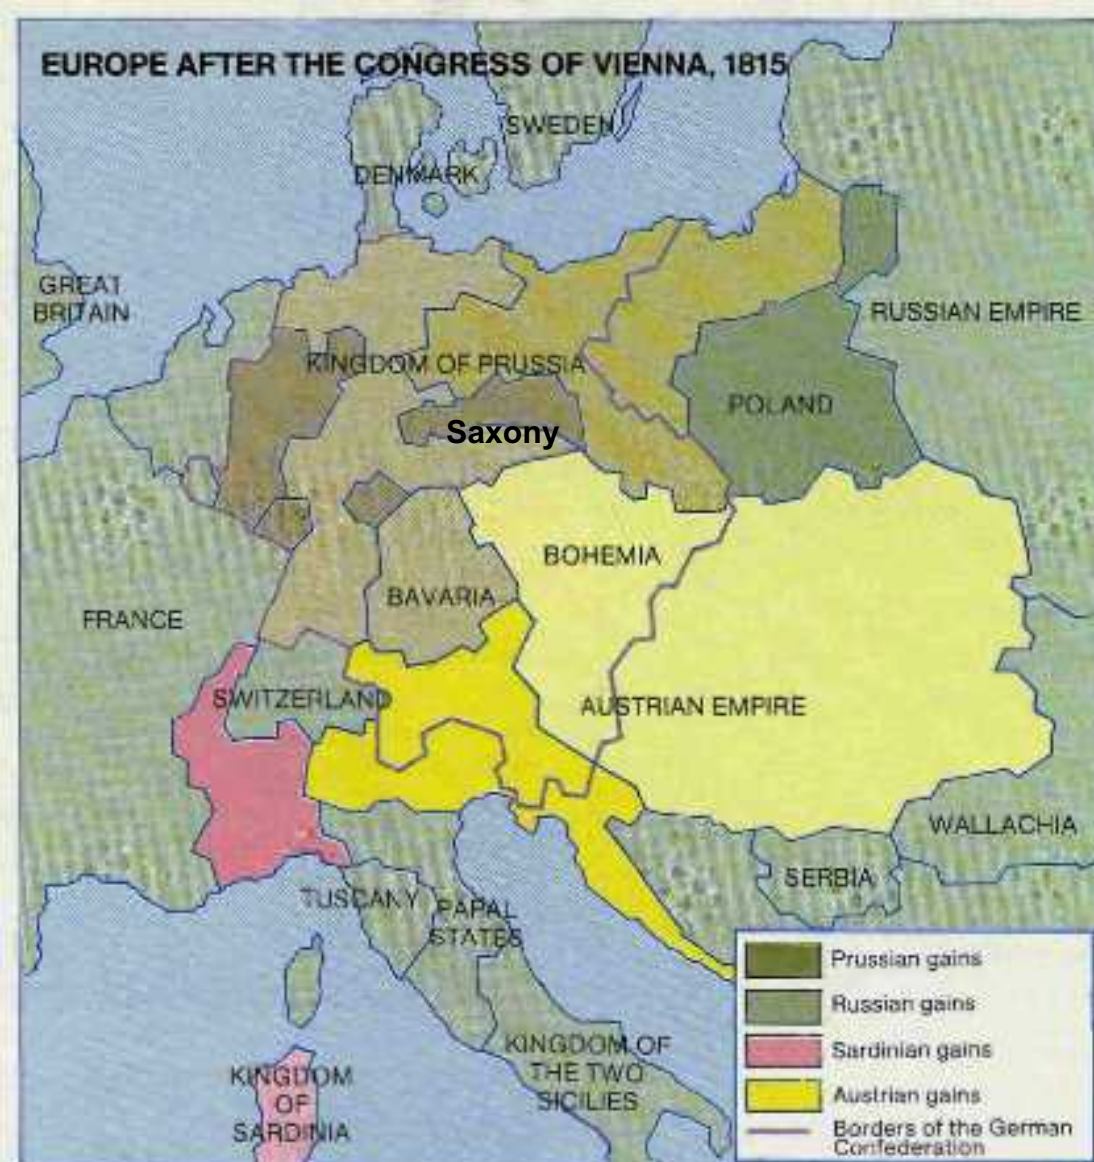 EUROPE AFTER THE CONGRESS OF VIENNA, 1815
SWEDEN
DENMARK
GREAT
BRITAIN
RUSSIAN EMPIRE
KINGDOM OF PRUSSIA
POLAND
Saxony
BOHEMIA
BAVARIA
FRANCE
SWITZERLAND
AUSTRIAN EMPIRE
WALLACHIA
SERBIA
TUSCANY
PAPAL
STATES
KINGDOM OF
THE TWO
SICILIES
KINGDOM
OF
SARDINIA
Prussian gains
Russian gains
Sardinian gains
Austrian gains
Borders of the German
Confederation